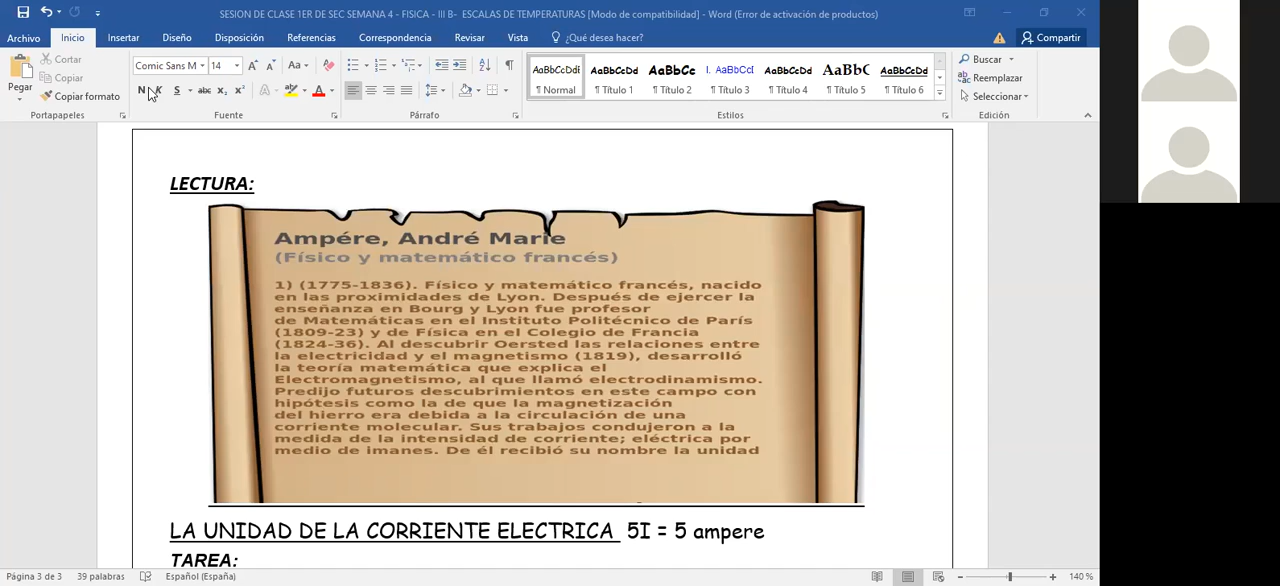 SESION DE CLASE 1ER DE SEC SEMANA 4 - FISICA - III B- ESCALAS DE TEMPERATURAS [Modo de compatibilidad] - Word (Error de activación de productos)
Archivo Inicio Insertar Diseño Disposición Referencias Correspondencia Revisar Vista ¿Qué desea hacer? Compartir
Pegar Cortar Copiar Copiar formato
Portapapeles
Comic Sans M 14 Aa
N K S abc x₂ x² A ab A
Fuente
Párrafo
AaBbCcDdE AaBbCcDd AaBbCc I. AaBbCcI AaBbCcDd AaBbC AaBbCcDd
¶ Normal ¶ Título 1 ¶ Título 2 ¶ Título 3 ¶ Título 4 ¶ Título 5 ¶ Título 6
Estilos
Buscar
Reemplazar
Seleccionar
Edición
LECTURA:
Ampére, André Marie
(Físico y matemático francés)
1) (1775-1836). Físico y matemático francés, nacido
en las proximidades de Lyon. Después de ejercer la
enseñanza en Bourg y Lyon fue profesor
de Matemáticas en el Instituto Politécnico de París
(1809-23) y de Física en el Colegio de Francia
(1824-36). Al descubrir Oersted las relaciones entre
la electricidad y el magnetismo (1819), desarrolló
la teoría matemática que explica el
Electromagnetismo, al que llamó electrodinamismo.
Predijo futuros descubrimientos en este campo con
hipótesis como la de que la magnetización
del hierro era debida a la circulación de una
corriente molecular. Sus trabajos condujeron a la
medida de la intensidad de corriente; eléctrica por
medio de imanes. De él recibió su nombre la unidad
LA UNIDAD DE LA CORRIENTE ELECTRICA 5I = 5 ampere
TAREA:
Página 3 de 3 39 palabras Español (España) 140 %